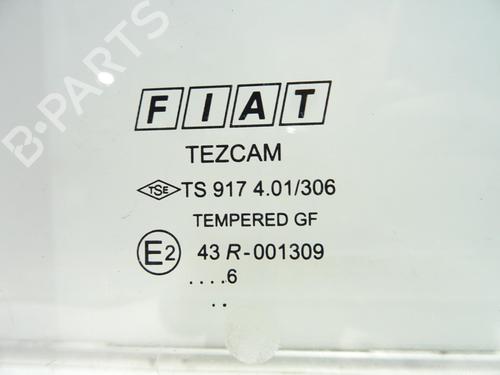 B-PARTS
FIAT
TEZCAM
TSE TS 917 4.01/306
TEMPERED GF
E2 43 R-001309
....6
..